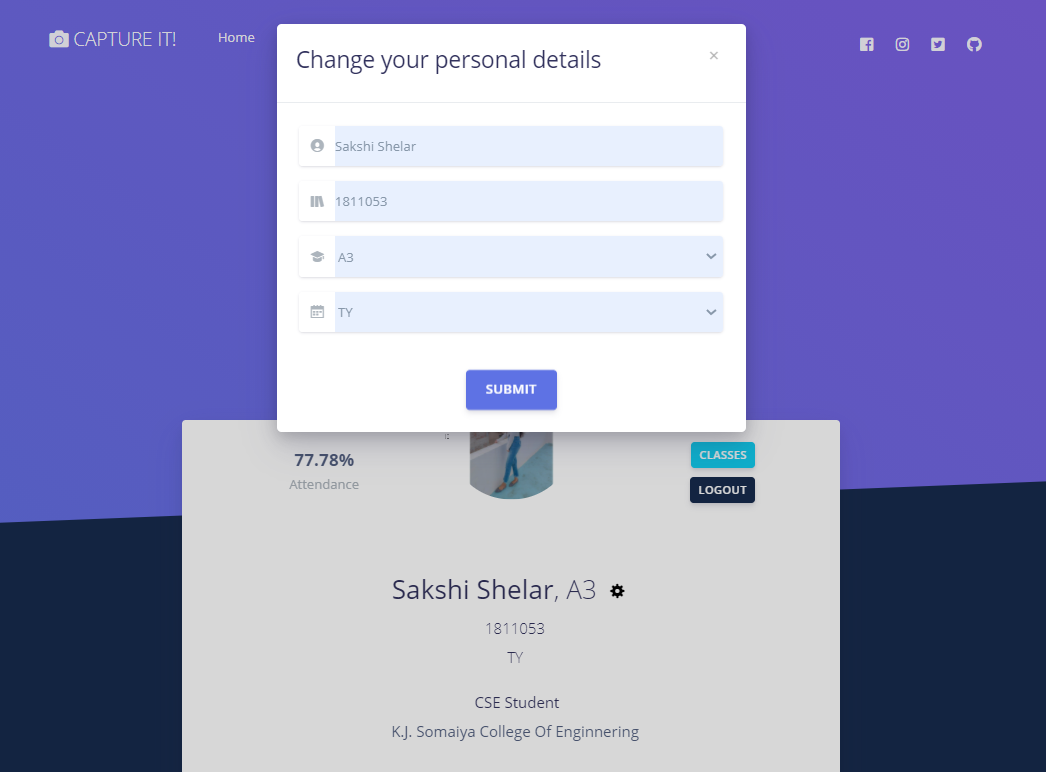 CAPTURE IT!
Home
Change your personal details
×
Sakshi Shelar
1811053
A3
TY
SUBMIT
77.78%
Attendance
CLASSES
LOGOUT
Sakshi Shelar, A3
1811053
TY
CSE Student
K.J. Somaiya College Of Enginnering